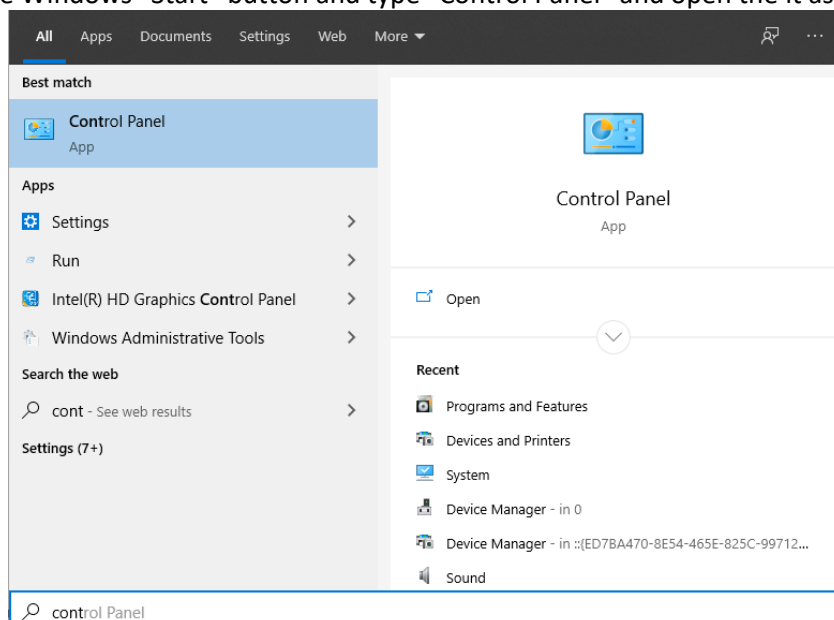 e Windows "Start" button and type "Control Panel" and open the it as
All Apps Documents Settings Web More
Best match
Control Panel
App
Apps
Settings
Run
Intel(R) HD Graphics Control Panel
Windows Administrative Tools
Search the web
cont - See web results
Settings (7+)
Control Panel
App
Open
Recent
Programs and Features
Devices and Printers
System
Device Manager - in 0
Device Manager - in ::{ED7BA470-8E54-465E-825C-99712...
Sound
control Panel